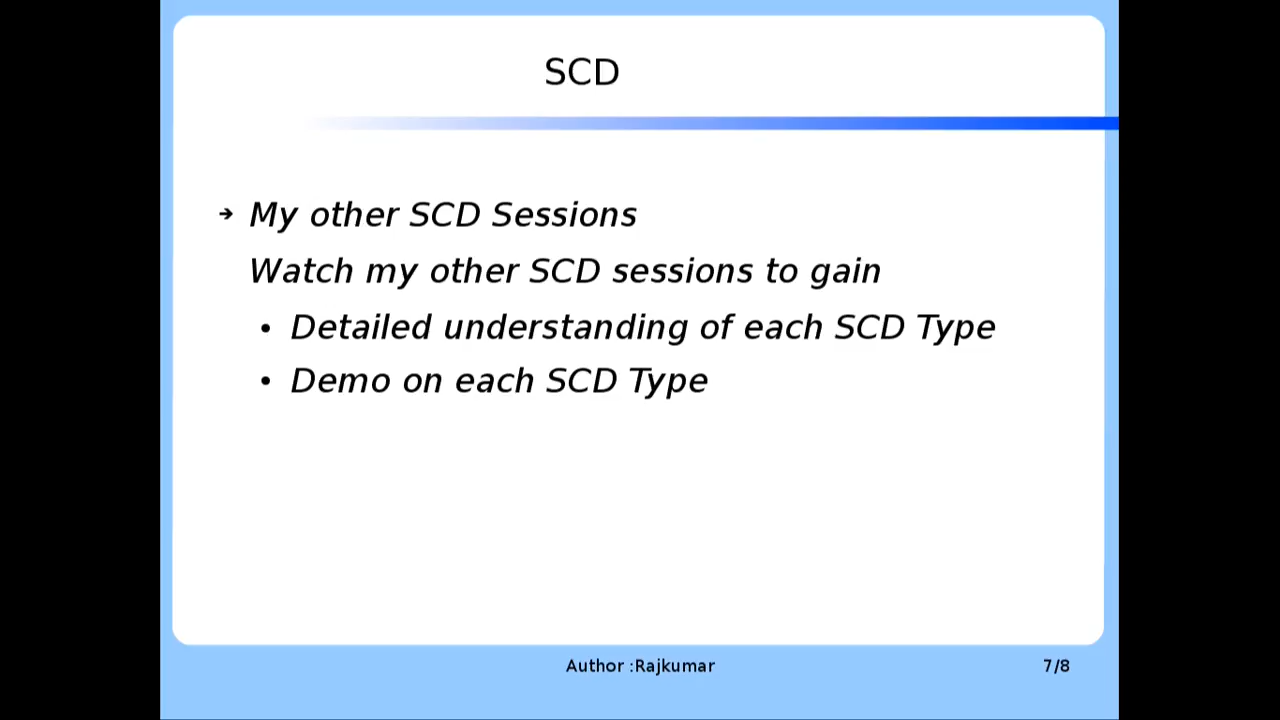 SCD
➔ My other SCD Sessions
Watch my other SCD sessions to gain
• Detailed understanding of each SCD Type
• Demo on each SCD Type
Author :Rajkumar
7/8